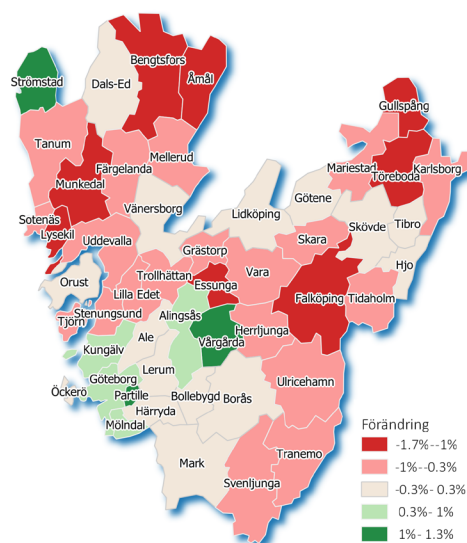 Bengtsfors
Strömstad
Dals-Ed
Åmål
Gullspång
Tanum
Mellerud
Färgelanda
Mariestad
Karlsborg
Töreboda
Munkedal
Götene
Vänersborg
Lidköping
Sotenäs
Tibro
Skövde
Lysekil
Uddevalla
Skara
Grästorp
Hjo
Trollhättan
Vara
Orust
Essunga
Lilla Edet
Falköping
Tidaholm
Stenungsund
Alingsås
Tjörn
Herrljunga
Ale
Vårgårda
Kungälv
Lerum
Göteborg
Ulricehamn
Öckerö
Partille
Bollebygd
Borås
Härryda
Mölndal
Tranemo
Mark
Svenljunga
Förändring
-1.7%--1%
-1% --0.3%
-0.3%- 0.3%
0.3%- 1%
1%- 1.3%